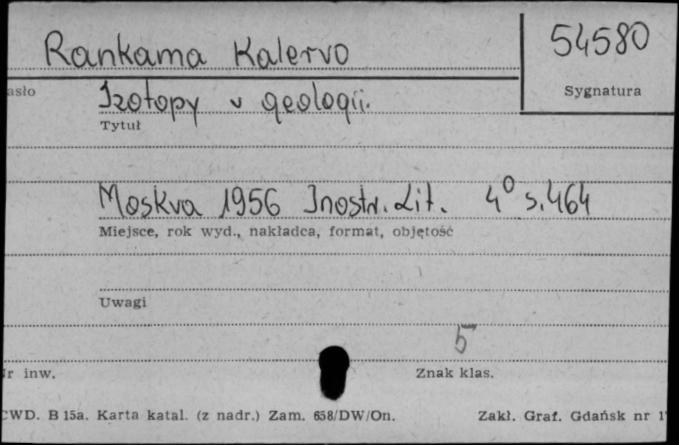 54580
Rankama Kalervo
asło
Sygnatura
Izotopy v geologii.
Tytuł
Moskva 1956 Inostr. Lit. 4° s. 464
Miejsce, rok wyd., nakładca, format, objętość
Uwagi
5
r inw.
Znak klas.
CWD. B 15a. Karta katal. (z nadr.) Zam. 658/DW/On. Zakł. Graf. Gdańsk nr 1